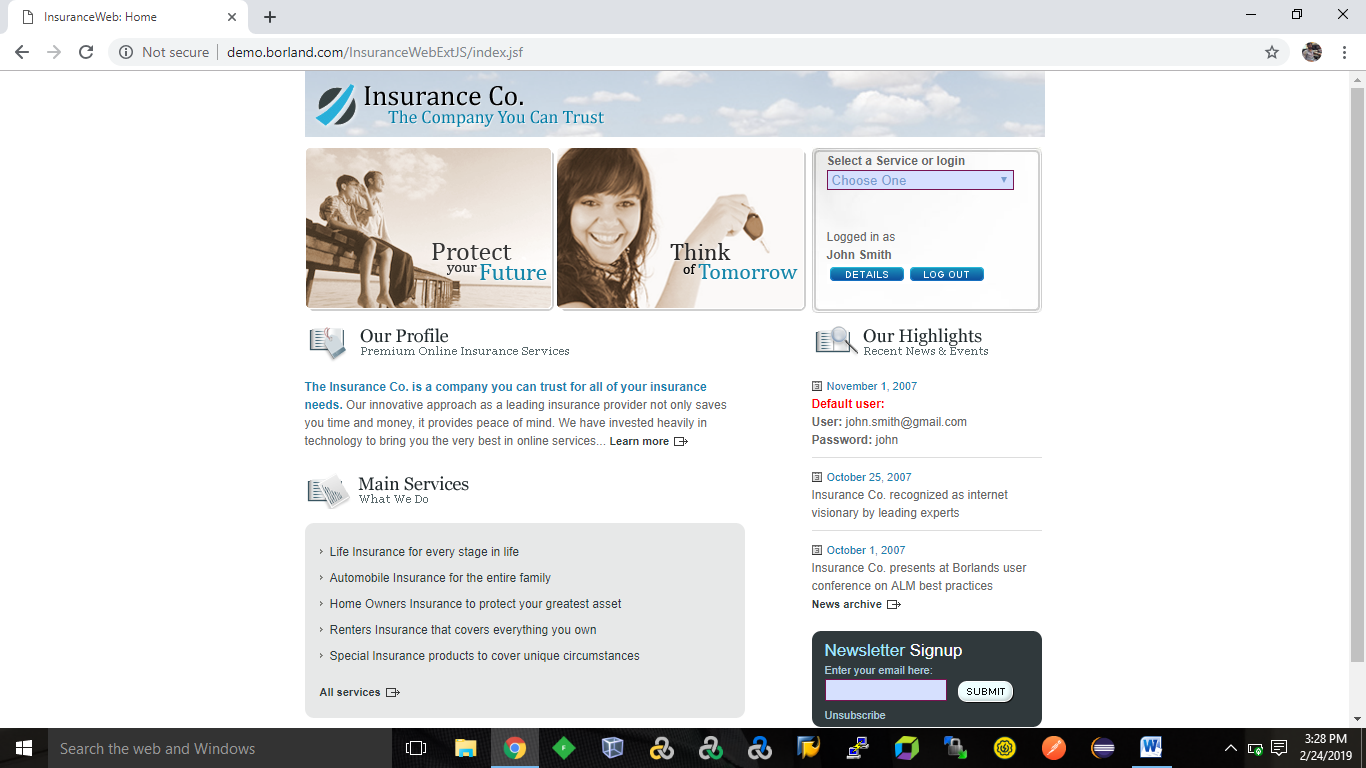 InsuranceWeb: Home
Not secure
demo.borland.com/InsuranceWebExtJS/index.jsf
Insurance Co.
The Company You Can Trust
Protect
your Future
Think
of Tomorrow
Select a Service or login
Choose One
Logged in as
John Smith
DETAILS
LOG OUT
Our Profile
Premium Online Insurance Services
The Insurance Co. is a company you can trust for all of your insurance
needs. Our innovative approach as a leading insurance provider not only saves
you time and money, it provides peace of mind. We have invested heavily in
technology to bring you the very best in online services... Learn more
Main Services
What We Do
Life Insurance for every stage in life
Automobile Insurance for the entire family
Home Owners Insurance to protect your greatest asset
Renters Insurance that covers everything you own
Special Insurance products to cover unique circumstances
All services
Our Highlights
Recent News & Events
November 1, 2007
Default user:
User: john.smith@gmail.com
Password: john
October 25, 2007
Insurance Co. recognized as internet
visionary by leading experts
October 1, 2007
Insurance Co. presents at Borlands user
conference on ALM best practices
News archive
Newsletter Signup
Enter your email here:
SUBMIT
Unsubscribe
Search the web and Windows
3:28 PM
2/24/2019